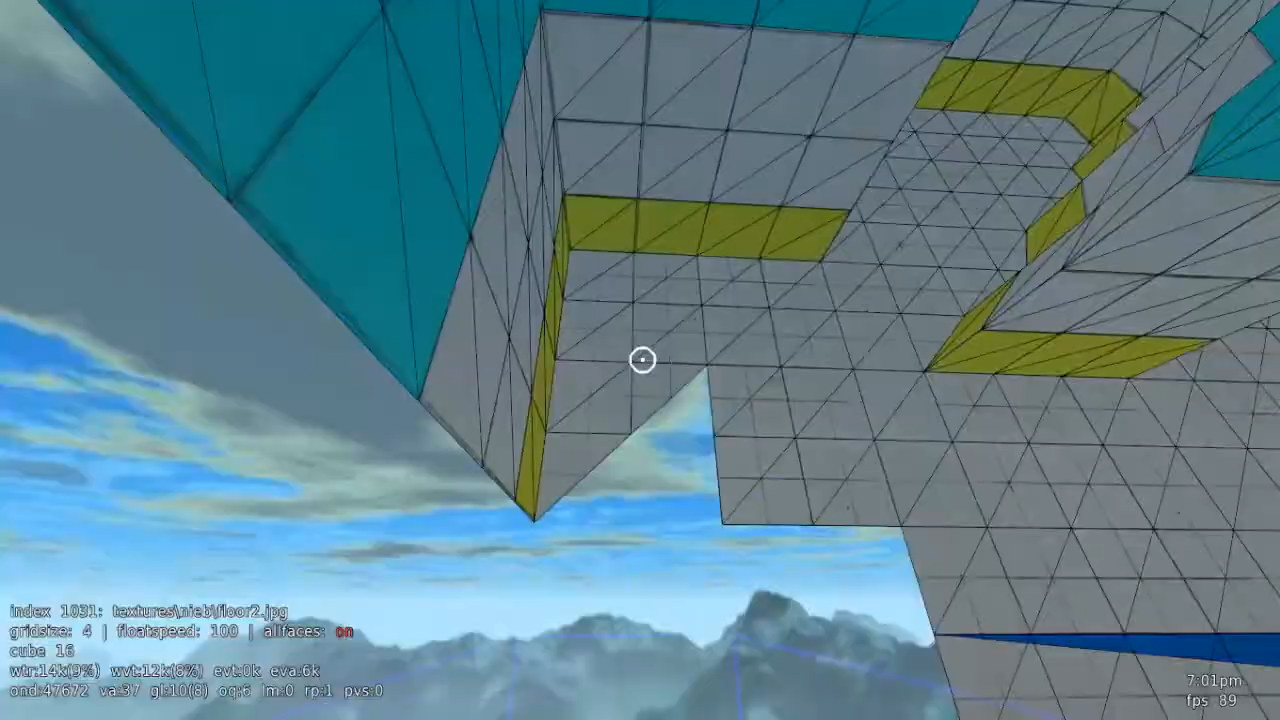 index 1031: textures\nieb\floor2.jpg
gridsize: 4 | floatspeed: 100 | allfaces: on
cube 16
wtr:14k(9%) wvt:12k(8%) evt:0k eva:6k
ond:47672 va:37 gl:10(8) oq:6 lm:0 rp:1 pvs:0
7:01pm
fps 89